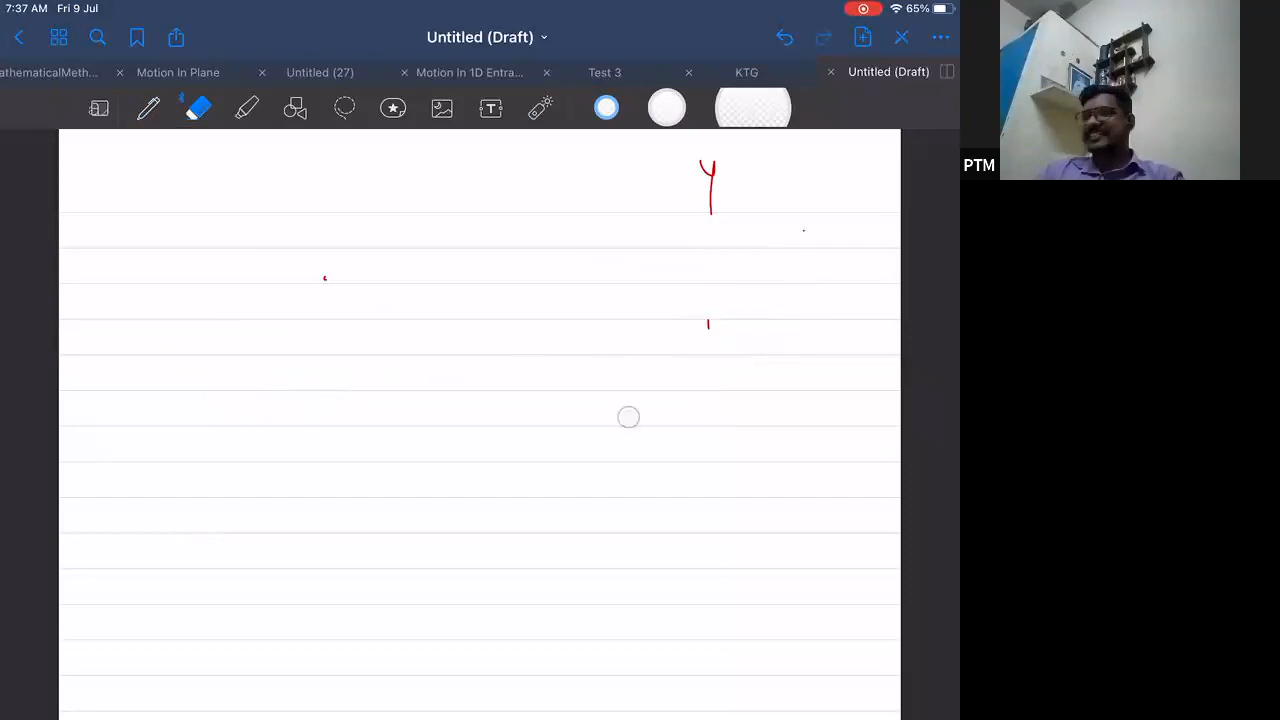 7:37 AM Fri 9 Jul 65%
Untitled (Draft)
athematicalMeth... Motion In Plane Untitled (27) Motion In 1D Entra... Test 3 KTG Untitled (Draft)
T
y
PTM